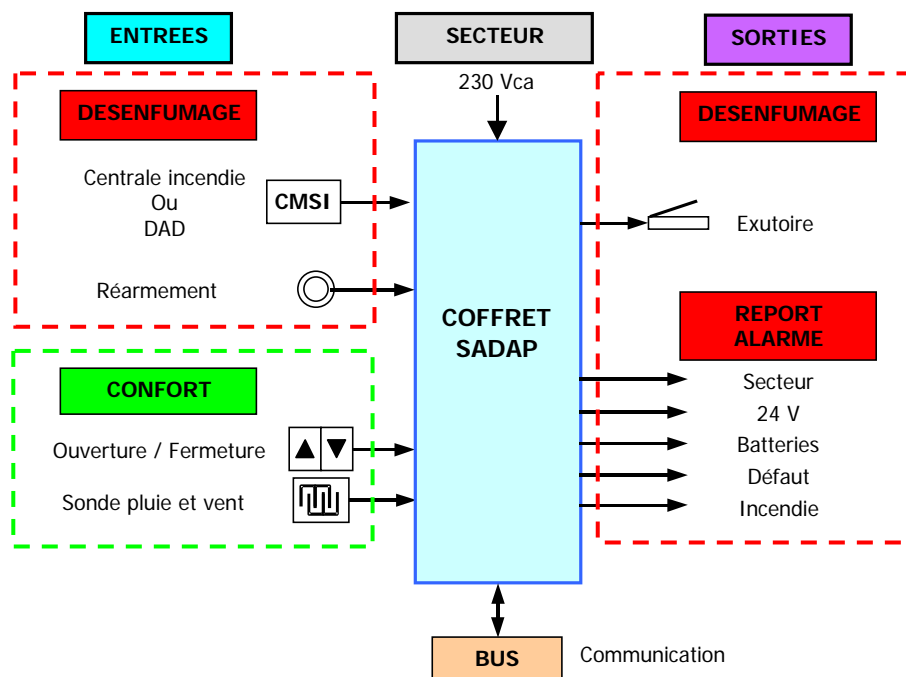 ENTREES
SECTEUR
SORTIES
230 Vca
DESENFUMAGE
Centrale incendie
Ou
DAD
CMSI
Réarmement
CONFORT
Ouverture / Fermeture
Sonde pluie et vent
COFFRET
SADAP
DESENFUMAGE
Exutoire
REPORT
ALARME
Secteur
24 V
Batteries
Défaut
Incendie
BUS
Communication